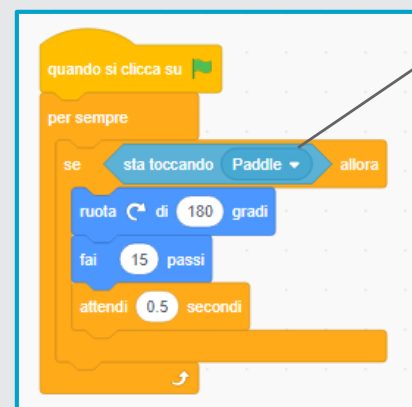 quando si clicca su
per sempre
se sta toccando Paddle allora
ruota di 180 gradi
fai 15 passi
attendi 0.5 secondi